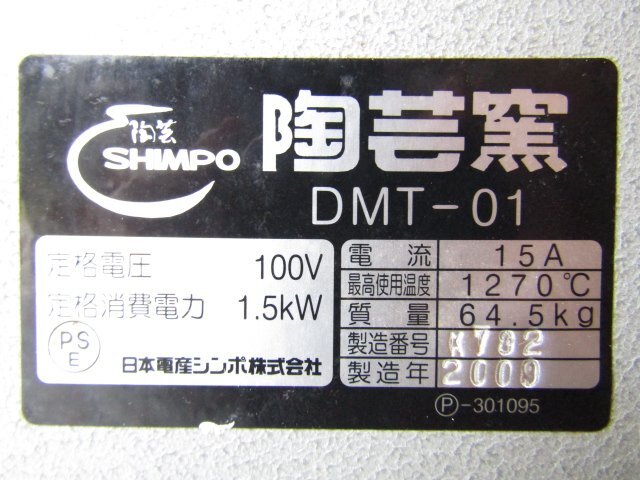 陶芸
SHIMPO
陶芸窯
DMT-01
定格電圧 100V
定格消費電力 1.5kW
PS
E
日本電産シンポ株式会社
電流 15A
最高使用温度 1270℃
質量 64.5kg
製造番号
製造年 2009
Ⓟ-301095